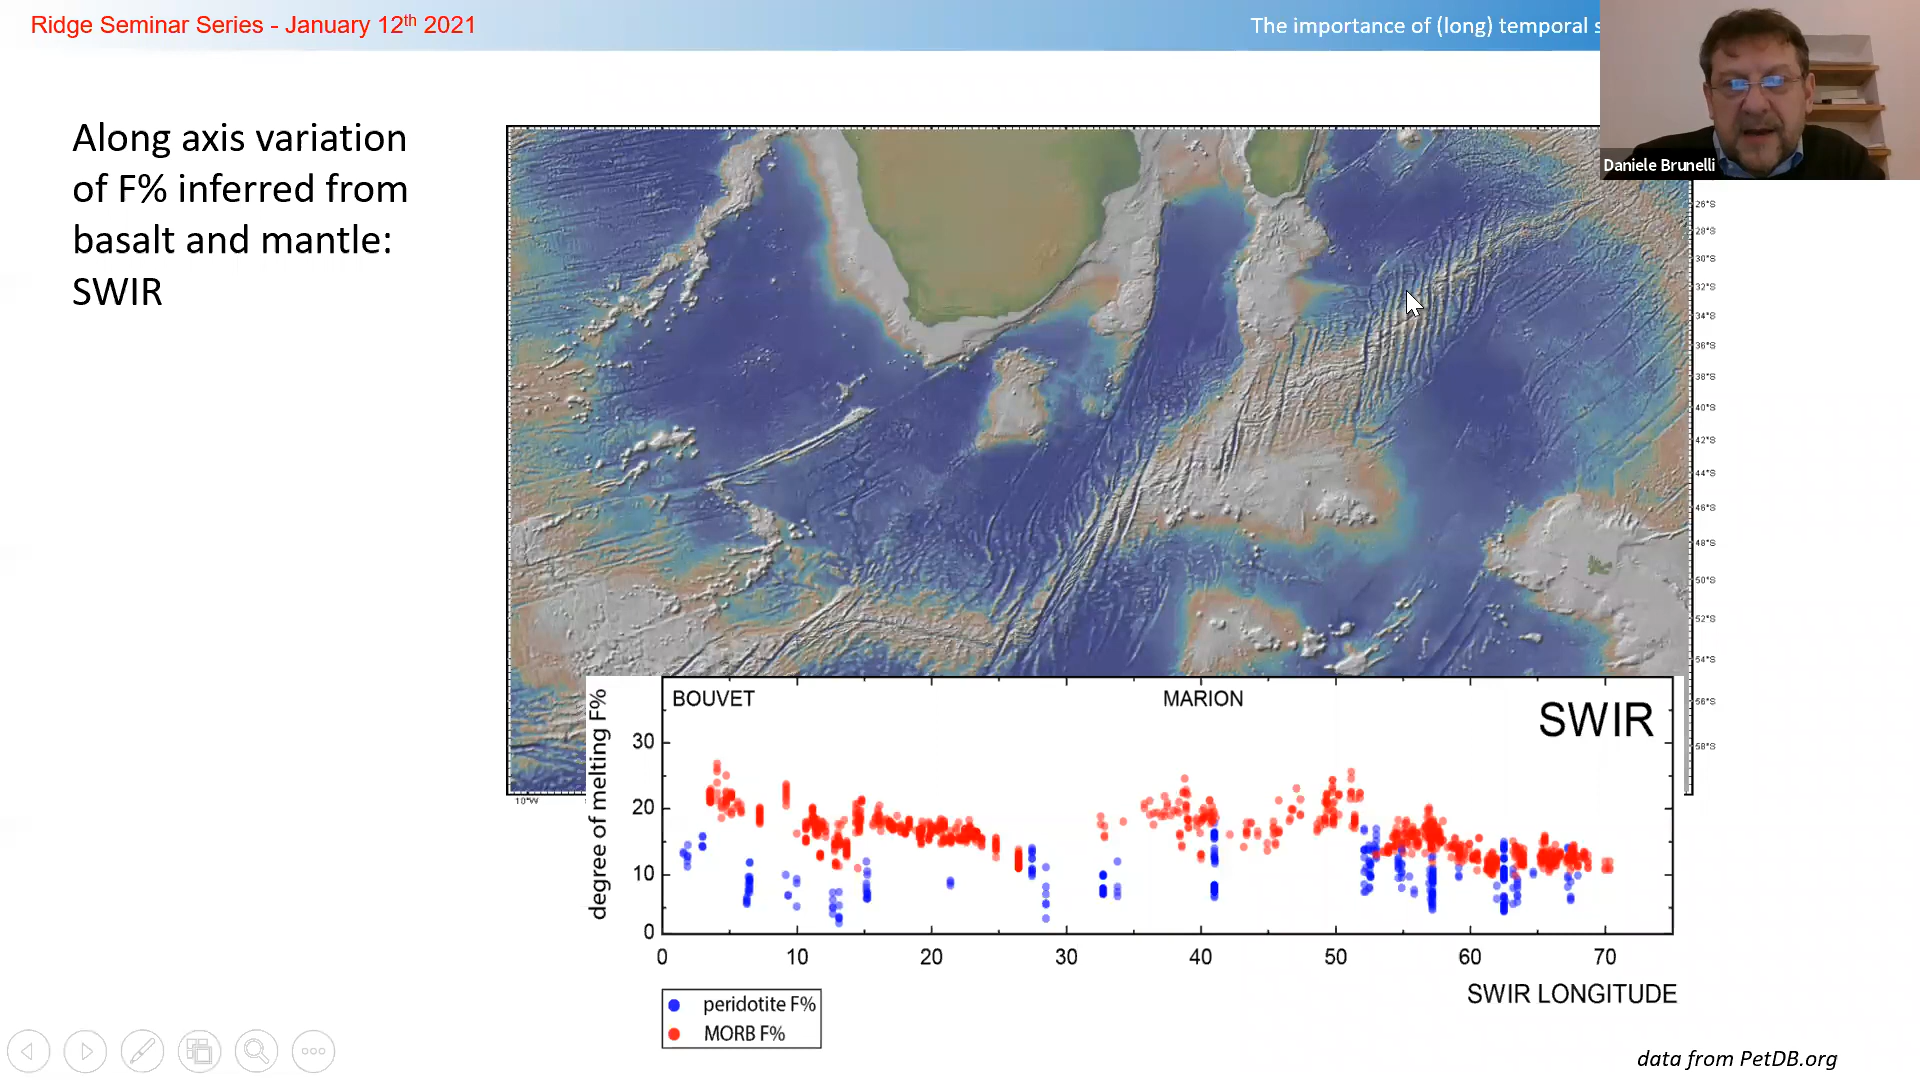 Ridge Seminar Series - January 12th 2021
The importance of (long) temporal s
Daniele Brunelli
Along axis variation
of F% inferred from
basalt and mantle:
SWIR
26°S
28°S
30°S
32°S
34°S
36°S
38°S
40°S
42°S
44°S
46°S
48°S
50°S
52°S
54°S
56°S
58°S
10°W
BOUVET
MARION
SWIR
degree of melting F%
30
20
10
0
0 10 20 30 40 50 60 70
SWIR LONGITUDE
peridotite F%
MORB F%
data from PetDB.org